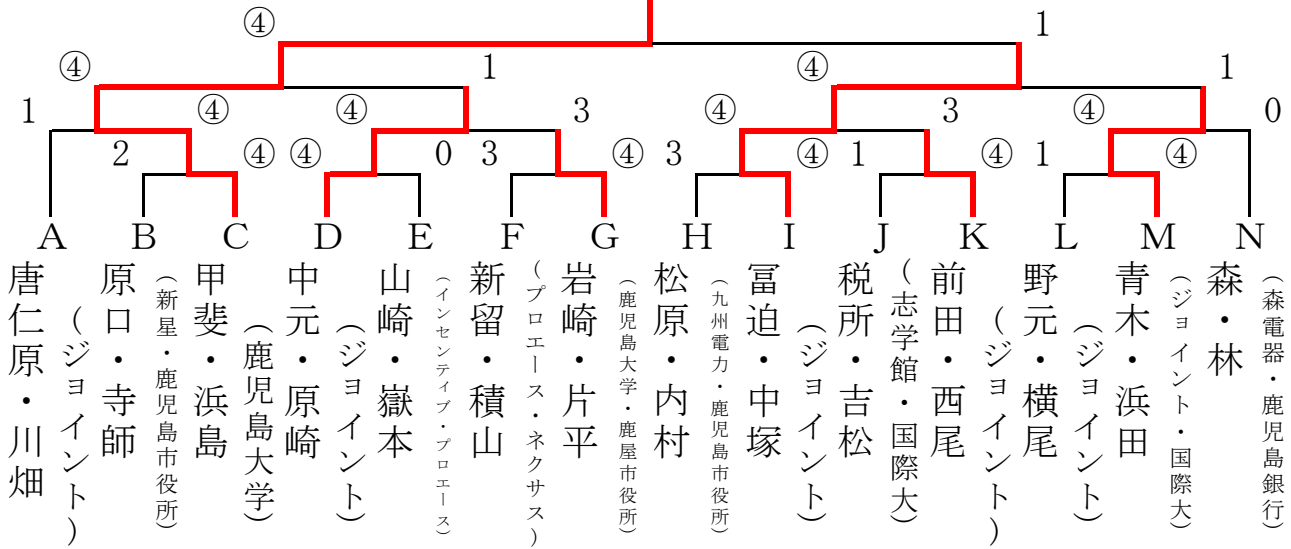 ④ 1
④ 1 ④ 1
1 ④ ④ 3 ④ 3 ④ 0
2 ④ ④ 0 3 ④ 3 ④ 1 ④ 1 ④
A B C D E F G H I J K L M N
唐仁原・川畑
(ジョイント)
原口・寺師
(新星・鹿児島市役所)
甲斐・浜島
(鹿児島大学)
中元・原崎
(ジョイント)
山崎・嶽本
(インセンティブ・プロエース)
新留・積山
(プロエース・ネクサス)
岩崎・片平
(鹿児島大学・鹿屋市役所)
松原・内村
(九州電力・鹿児島市役所)
冨迫・中塚
(ジョイント)
税所・吉松
(志学館・国際大)
前田・西尾
(ジョイント)
野元・横尾
(ジョイント)
青木・浜田
(ジョイント・国際大)
森・林
(森電器・鹿児島銀行)